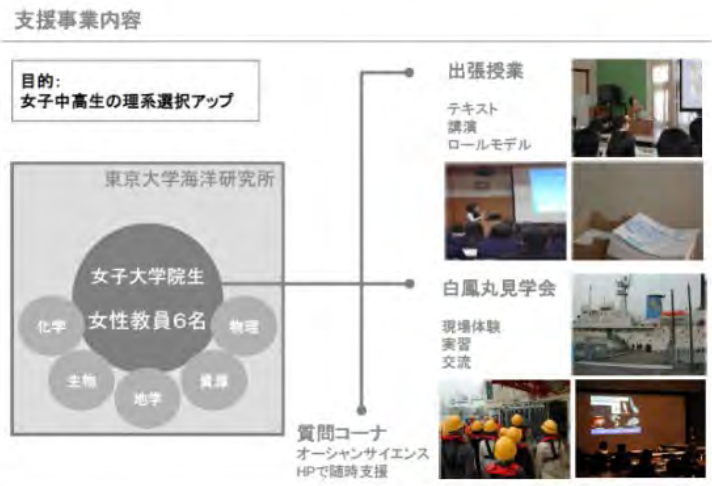 支援事業内容
目的:
女子中高生の理系選択アップ
東京大学海洋研究所
女子大学院生
女性教員6名
化学
生物
地学
資源
物理
出張授業
テキスト
講演
ロールモデル
白鳳丸見学会
現場体験
実習
交流
質問コーナ
オーシャンサイエンス
HPで随時支援